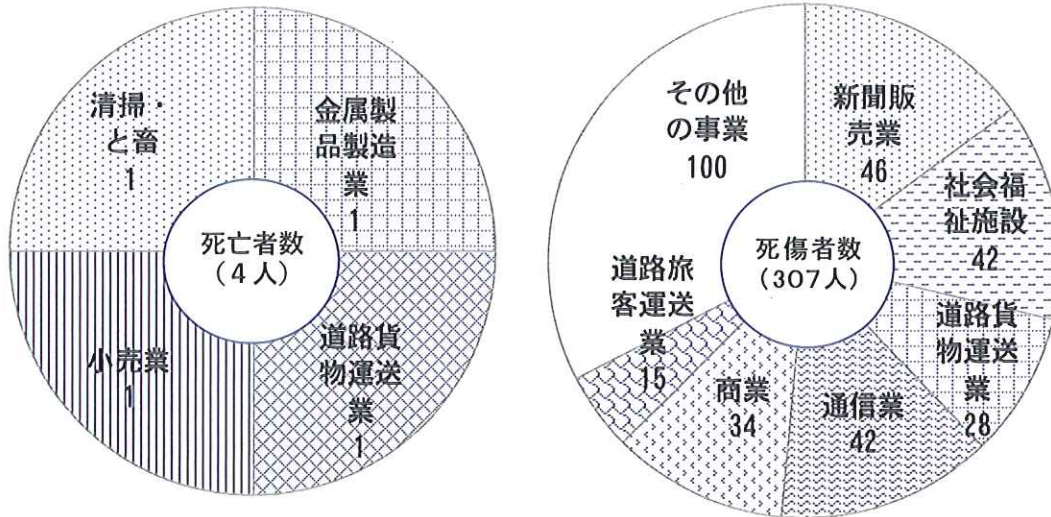 清掃・
と畜
1
金属製
品製造
業
1
死亡者数
(4人)
小売業
1
道路貨
物運送
業
1
その他
の事業
100
新聞販
売業
46
社会福
祉施設
42
死傷者数
(307人)
道路旅
客運送
業
15
道路貨
物運送
業
28
商業
34
通信業
42